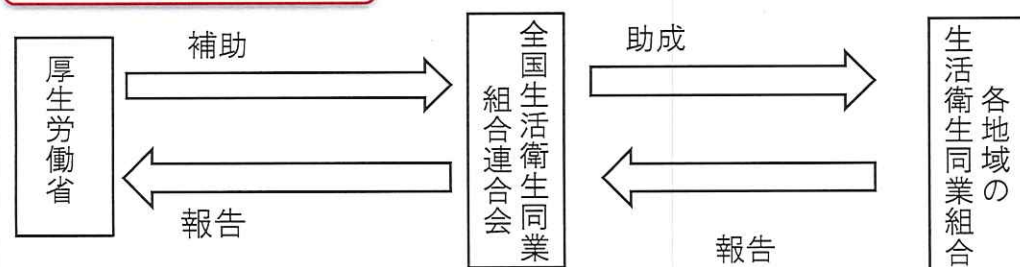 厚生労働省
補助
報告
全国生活衛生同業
組合連合会
助成
報告
各地域の
生活衛生同業組合